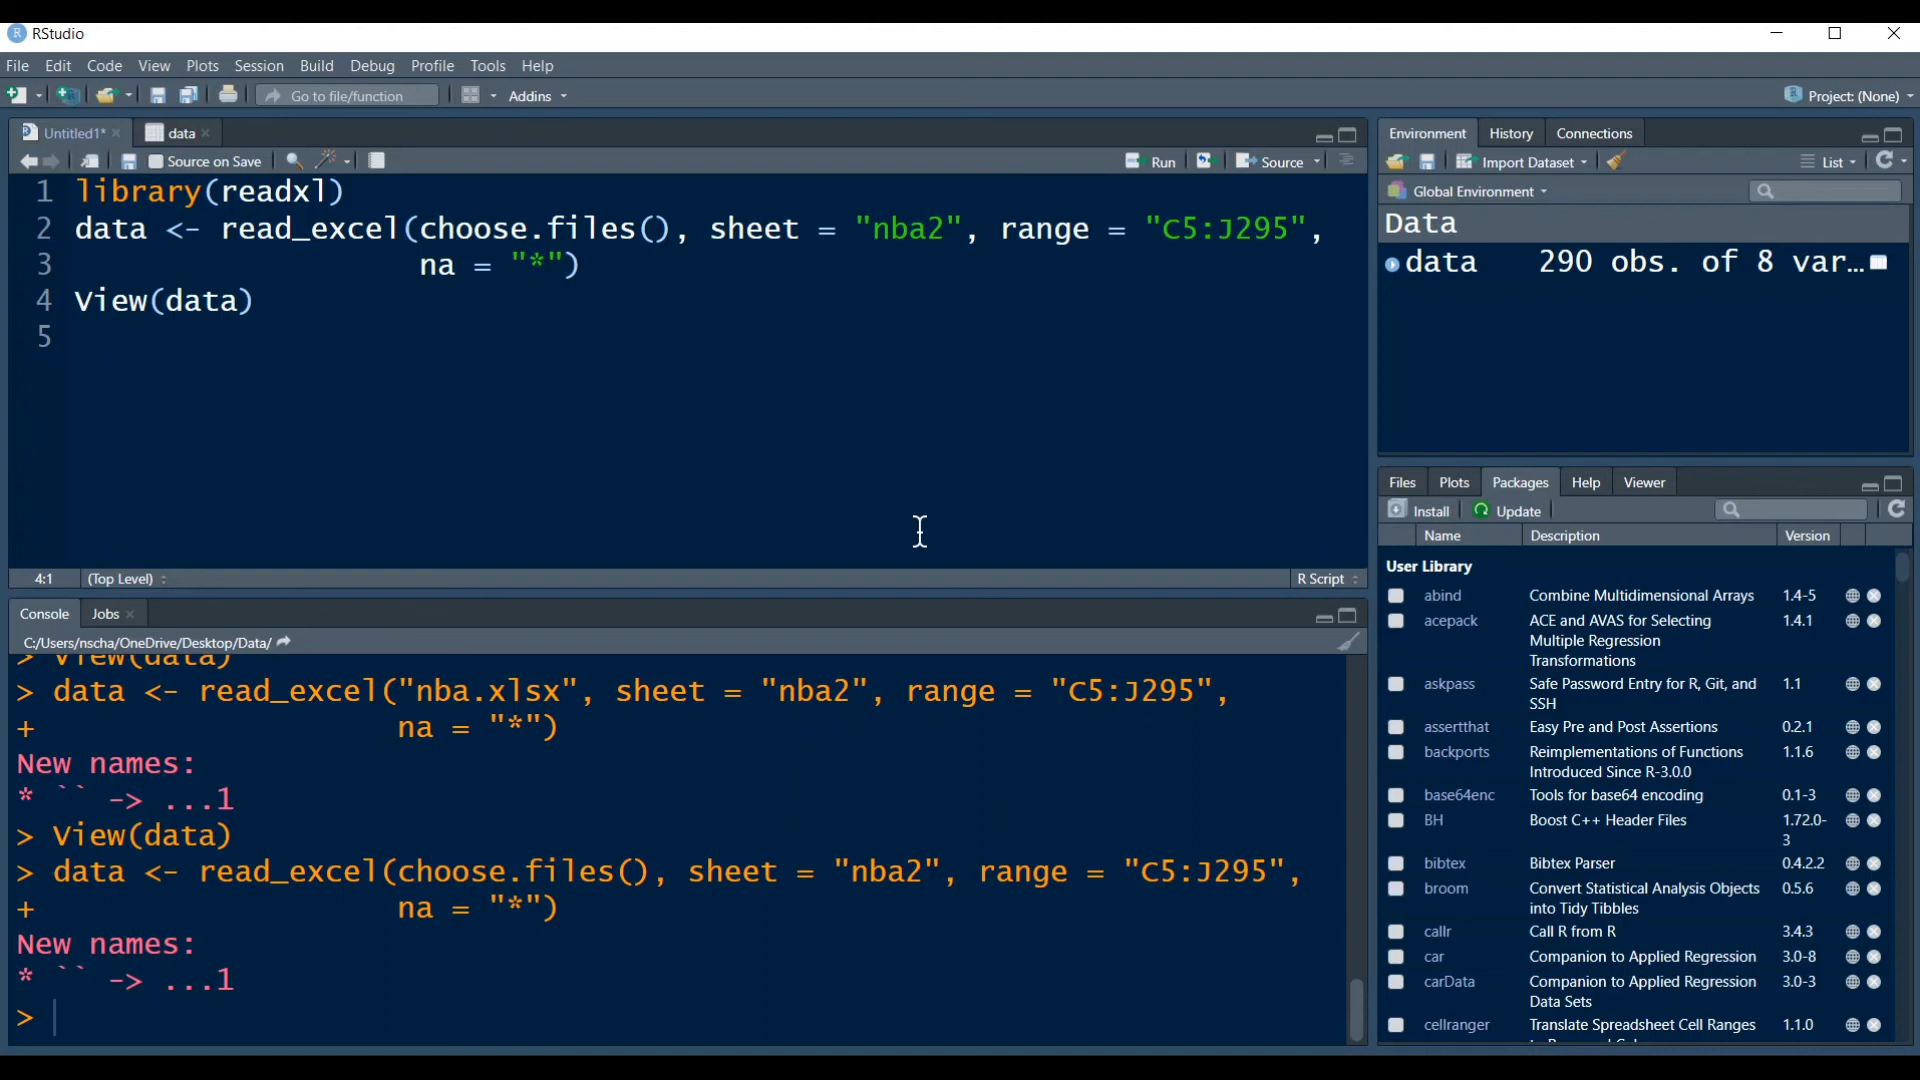 RStudio
File Edit Code View Plots Session Build Debug Profile Tools Help
Go to file/function Addins Project: (None)
Untitled1* data
Source on Save Run Source
1 library(readxl)
2 data <- read_excel(choose.files(), sheet = "nba2", range = "C5:J295",
3 na = "*")
4 View(data)
5
4:1 (Top Level) R Script
Console Jobs
C:/Users/nscha/OneDrive/Desktop/Data/
> View(data)
> data <- read_excel("nba.xlsx", sheet = "nba2", range = "C5:J295",
+ na = "*")
New names:
* `` -> ...1
> View(data)
> data <- read_excel(choose.files(), sheet = "nba2", range = "C5:J295",
+ na = "*")
New names:
* `` -> ...1
>
Environment History Connections
Import Dataset List
Global Environment
Data
data 290 obs. of 8 var...
Files Plots Packages Help Viewer
Install Update
Name Description Version
User Library
abind Combine Multidimensional Arrays 1.4-5
acepack ACE and AVAS for Selecting 1.4.1
Multiple Regression
Transformations
askpass Safe Password Entry for R, Git, and 1.1
SSH
assertthat Easy Pre and Post Assertions 0.2.1
backports Reimplementations of Functions 1.1.6
Introduced Since R-3.0.0
base64enc Tools for base64 encoding 0.1-3
BH Boost C++ Header Files 1.72.0-
3
bibtex Bibtex Parser 0.4.2.2
broom Convert Statistical Analysis Objects 0.5.6
into Tidy Tibbles
callr Call R from R 3.4.3
car Companion to Applied Regression 3.0-8
carData Companion to Applied Regression 3.0-3
Data Sets
cellranger Translate Spreadsheet Cell Ranges 1.1.0